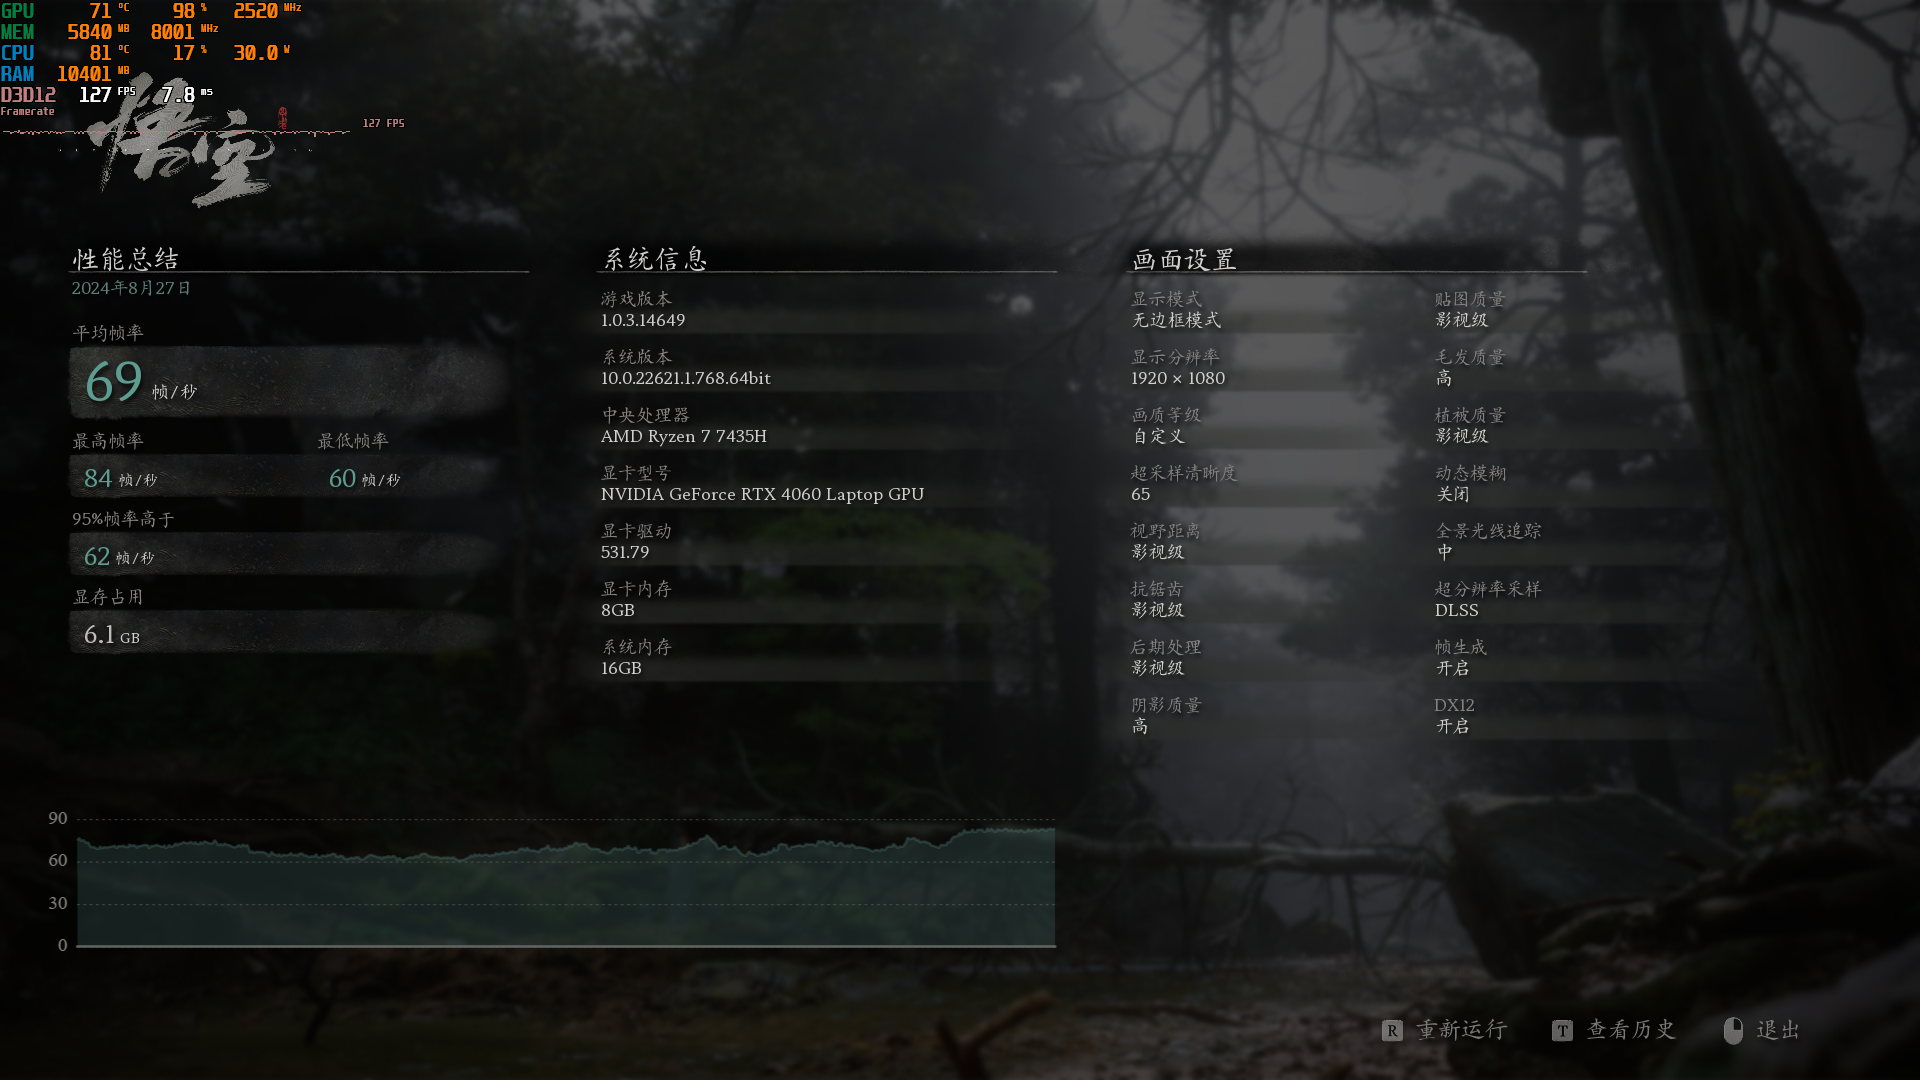 GPU 71 °C 98 % 2520 MHz
MEM 5840 MB 8001 MHz
CPU 81 °C 17 % 30.0 W
RAM 10401 MB
D3D12 127 FPS 7.8 ms
Framerate
127 FPS
悟空
性能总结
2024年8月27日
平均帧率
69 帧/秒
最高帧率 最低帧率
84 帧/秒 60 帧/秒
95%帧率高于
62 帧/秒
显存占用
6.1 GB
系统信息
游戏版本
1.0.3.14649
系统版本
10.0.22621.1.768.64bit
中央处理器
AMD Ryzen 7 7435H
显卡型号
NVIDIA GeForce RTX 4060 Laptop GPU
显卡驱动
531.79
显卡内存
8GB
系统内存
16GB
画面设置
显示模式
无边框模式
显示分辨率
1920 × 1080
画质等级
自定义
超采样清晰度
65
视野距离
影视级
抗锯齿
影视级
后期处理
影视级
阴影质量
高
贴图质量
影视级
毛发质量
高
植被质量
影视级
动态模糊
关闭
全景光线追踪
中
超分辨率采样
DLSS
帧生成
开启
DX12
开启
90
60
30
0
R 重新运行 T 查看历史 退出